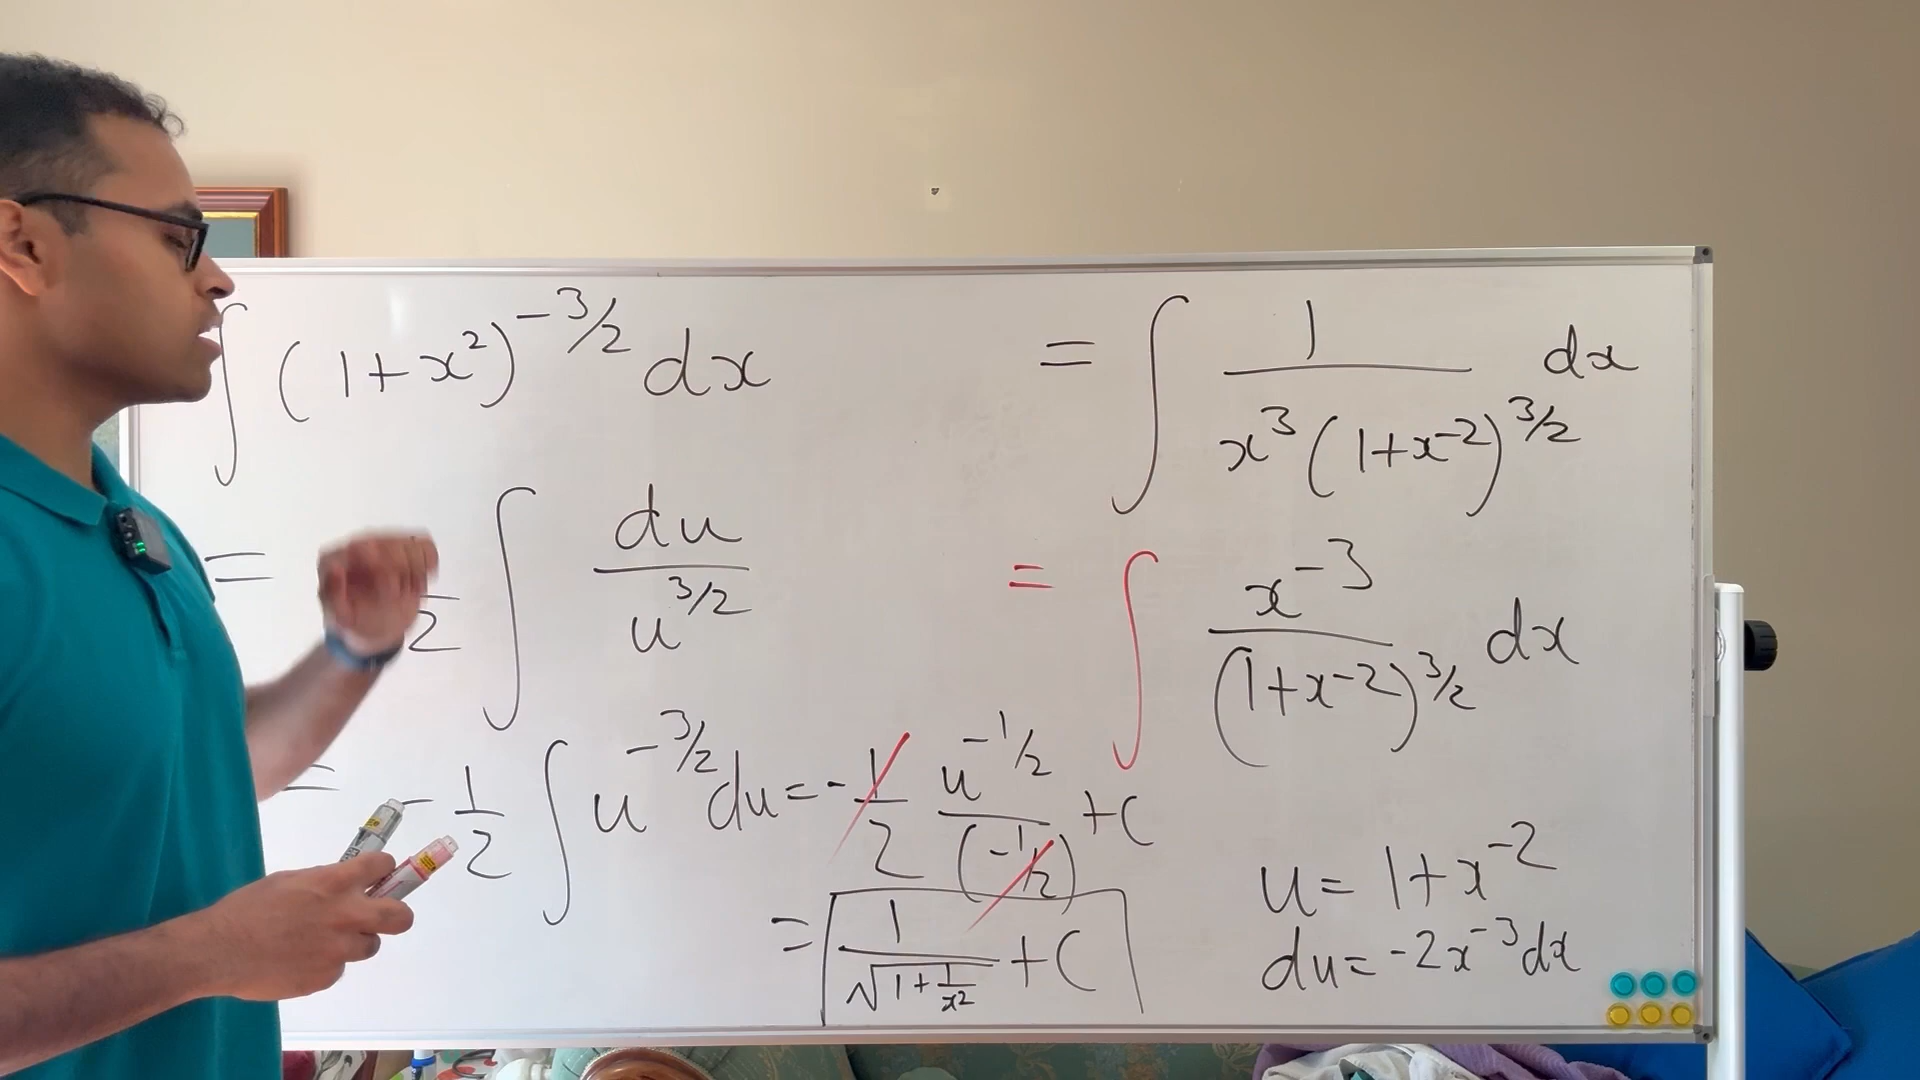 ∫ (1+x²)^{-3/2} dx = ∫ 1/(x³(1+x^{-2})^{3/2}) dx
= ∫ x^{-3}/(1+x^{-2})^{3/2} dx
u = 1+x^{-2}
du = -2x^{-3}dx
= 2 ∫ du/u^{3/2}
= -1/2 ∫ u^{-3/2} du = -1/2 u^{-1/2}/(-1/2) + C
= 1/√(1+1/x²) + C